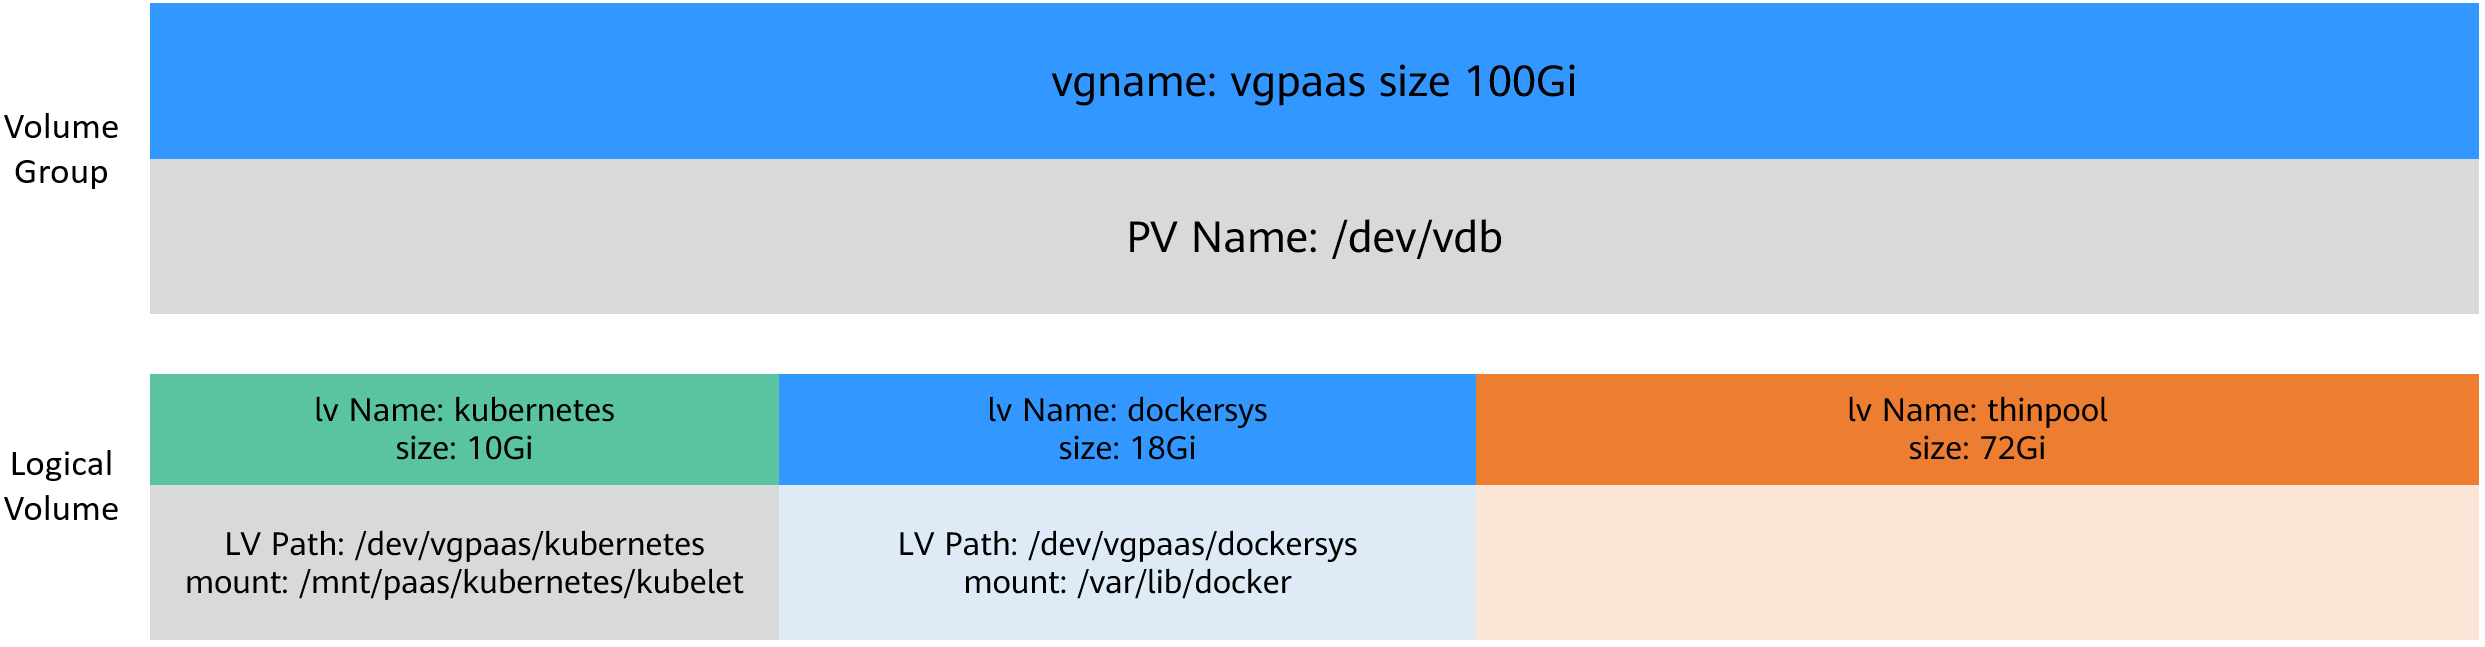 Volume
Group
vgname: vgpaas size 100Gi
PV Name: /dev/vdb
Logical
Volume
lv Name: kubernetes
size: 10Gi
LV Path: /dev/vgpaas/kubernetes
mount: /mnt/paas/kubernetes/kubelet
lv Name: dockersys
size: 18Gi
LV Path: /dev/vgpaas/dockersys
mount: /var/lib/docker
lv Name: thinpool
size: 72Gi